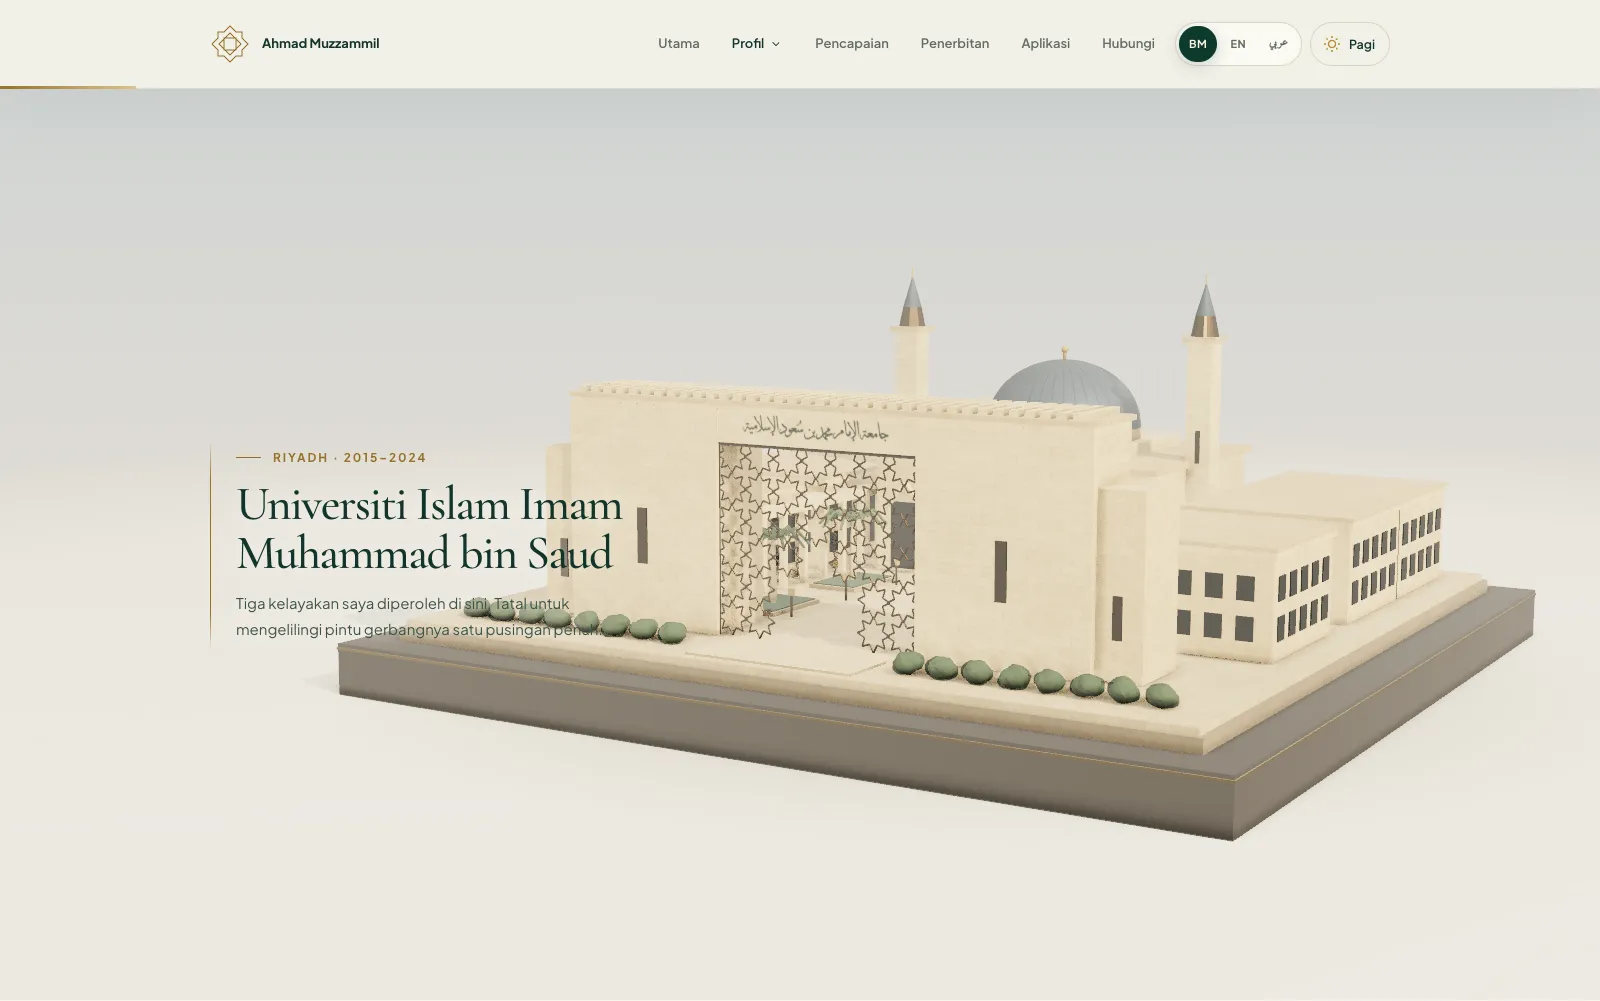 Ahmad Muzzammil
Utama
Profil
Pencapaian
Penerbitan
Aplikasi
Hubungi
BM
EN
عربي
Pagi
جامعة الإمام محمد بن سعود الإسلامية
RIYADH · 2015–2024
Universiti Islam Imam
Muhammad bin Saud
Tiga kelayakan saya diperoleh di sini. Tatal untuk
mengelilingi pintu gerbangnya satu pusingan penuh.